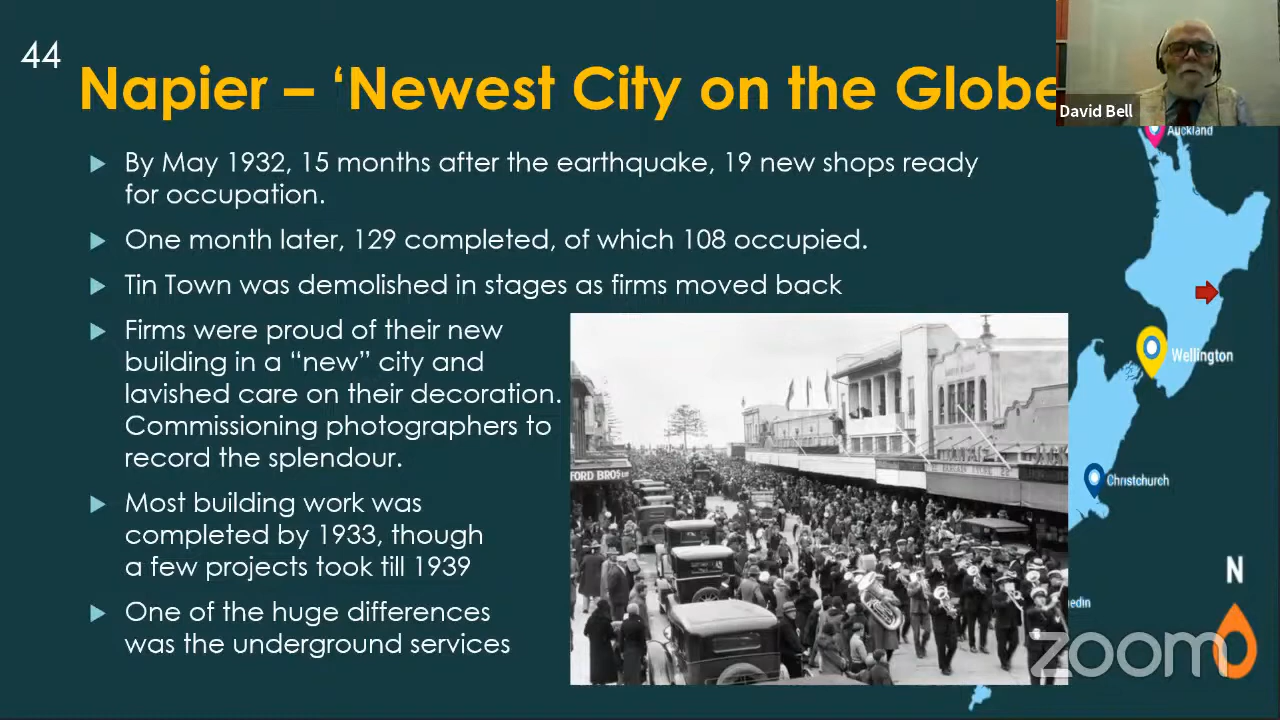 44
Napier – ‘Newest City on the Globe
David Bell
By May 1932, 15 months after the earthquake, 19 new shops ready
for occupation.
One month later, 129 completed, of which 108 occupied.
Tin Town was demolished in stages as firms moved back
Firms were proud of their new
building in a “new” city and
lavished care on their decoration.
Commissioning photographers to
record the splendour.
Most building work was
completed by 1933, though
a few projects took till 1939
One of the huge differences
was the underground services
FORD BROS
Auckland
Wellington
Christchurch
N
edin
zoom